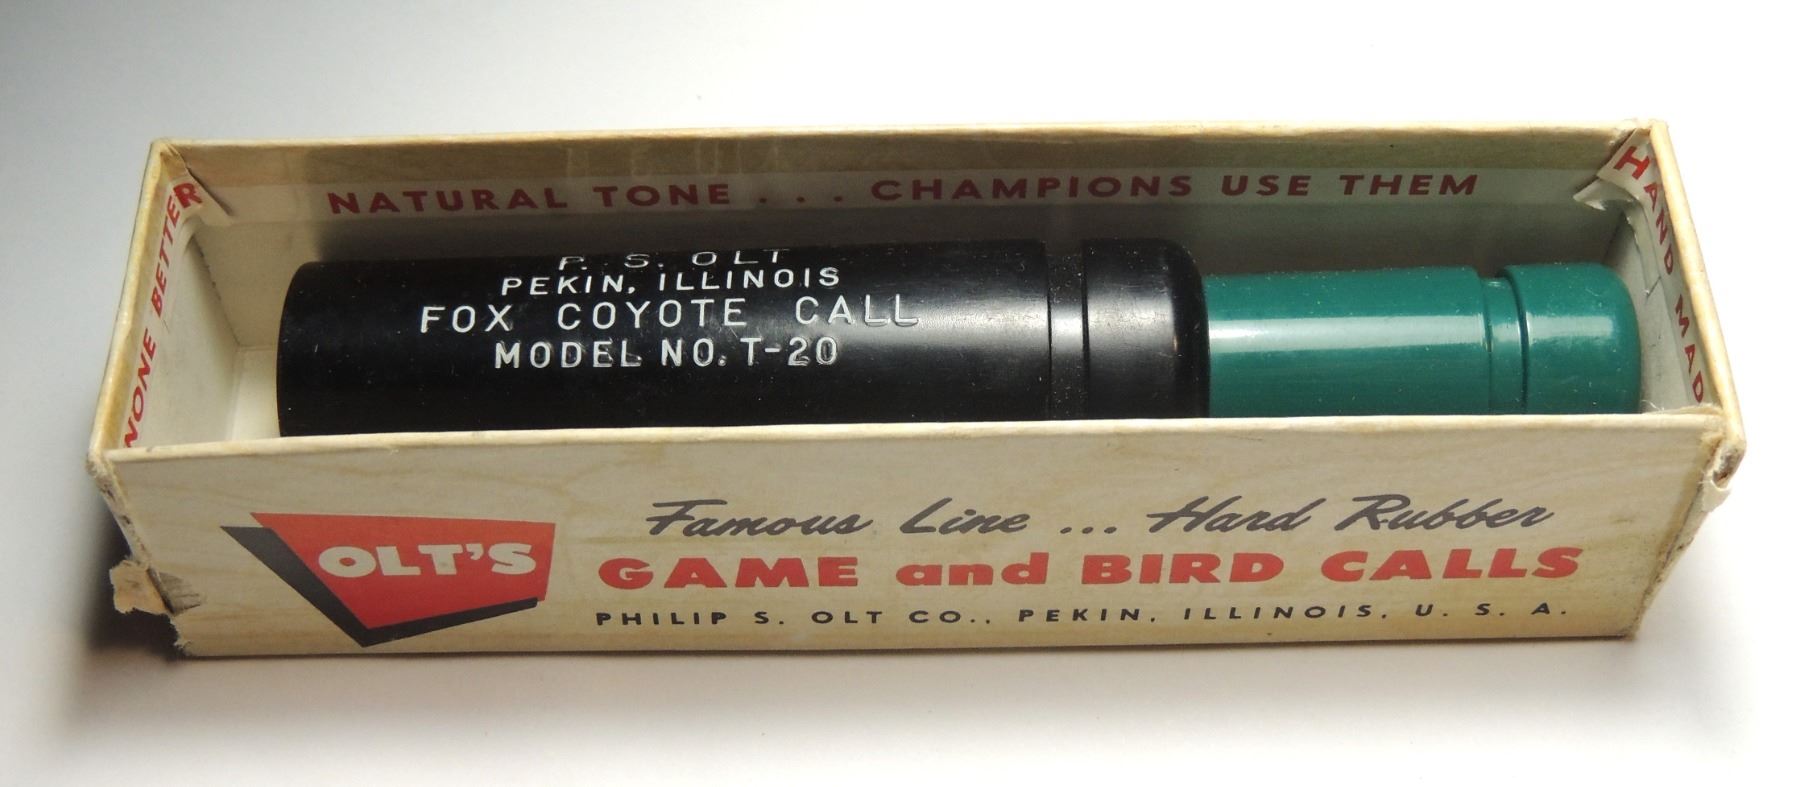 NATURAL TONE . . . CHAMPIONS USE THEM
NONE BETTER
HAND MADE
P. S. OLT
PEKIN, ILLINOIS
FOX COYOTE CALL
MODEL NO. T-20
OLT'S
Famous Line ... Hard Rubber
GAME and BIRD CALLS
PHILIP S. OLT CO., PEKIN, ILLINOIS, U. S. A.